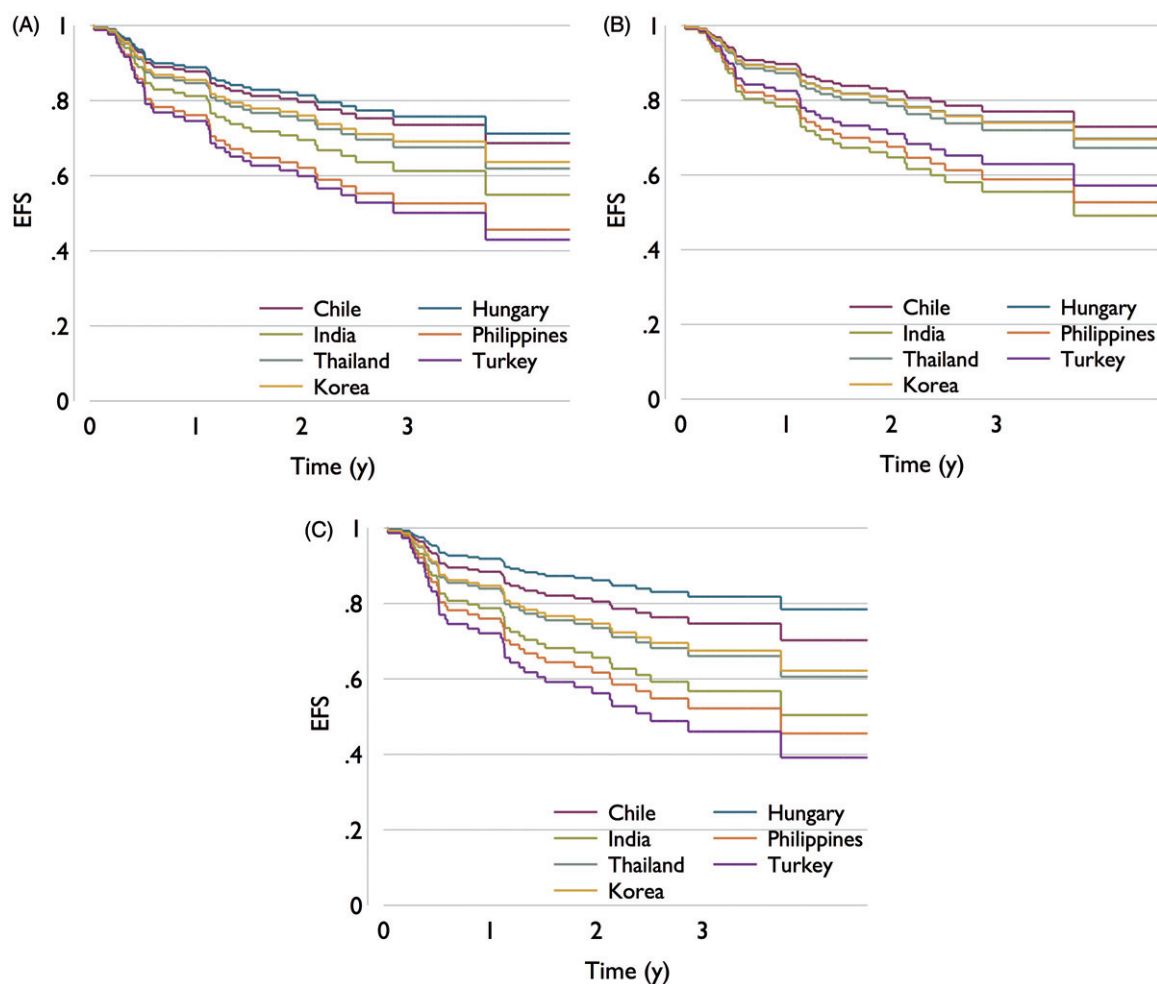 (A)
1
.8
.6
.4
.2
0
EFS
Chile
Hungary
India
Philippines
Thailand
Turkey
Korea
0 1 2 3
Time (y)
(B)
1
.8
.6
.4
.2
0
EFS
Chile
Hungary
India
Philippines
Thailand
Turkey
Korea
0 1 2 3
Time (y)
(C)
1
.8
.6
.4
.2
0
EFS
Chile
Hungary
India
Philippines
Thailand
Turkey
Korea
0 1 2 3
Time (y)